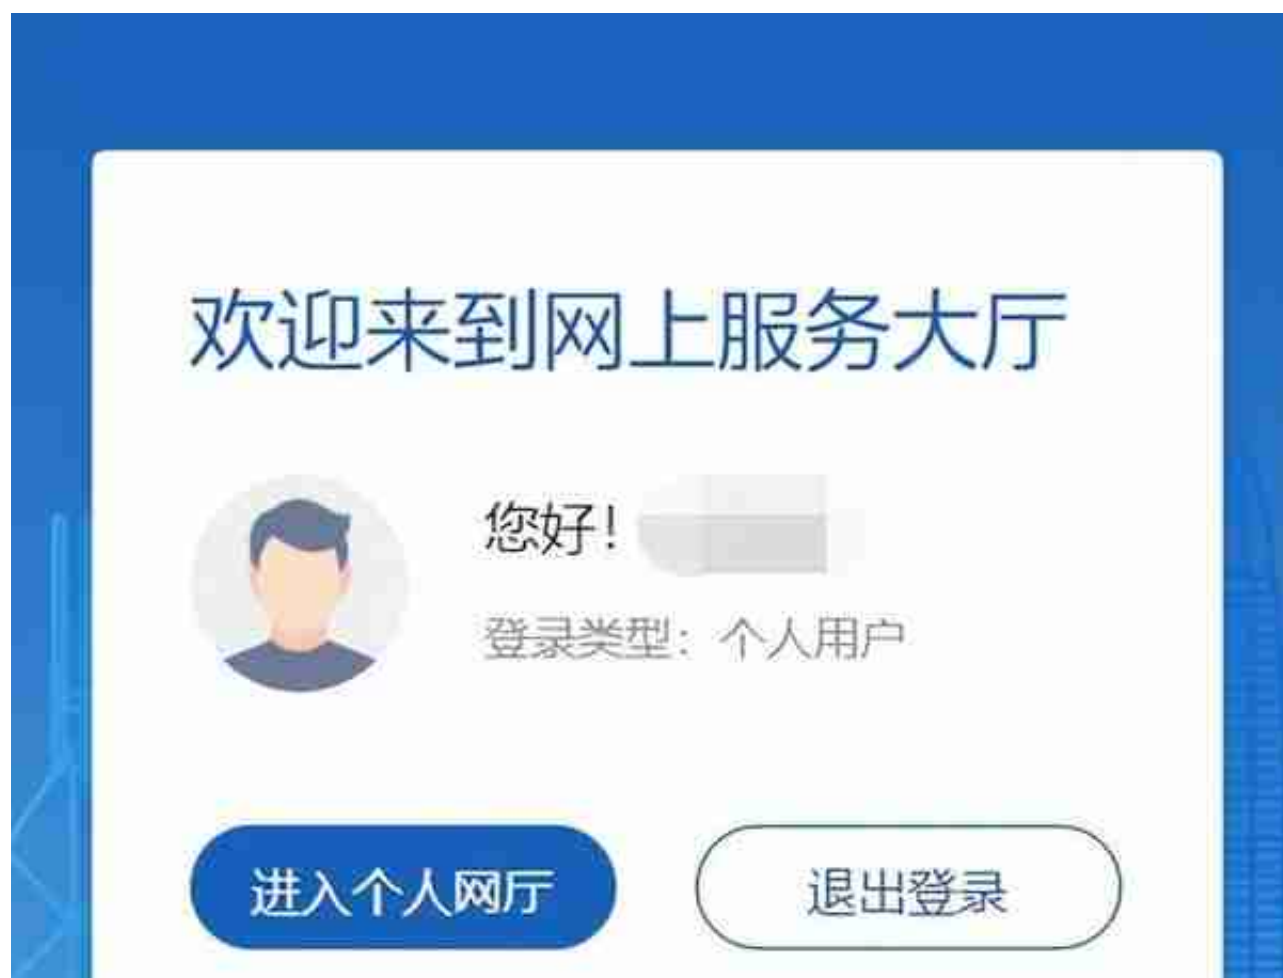 欢迎来到网上服务大厅
您好！
登录类型：个人用户
进入个人网厅
退出登录